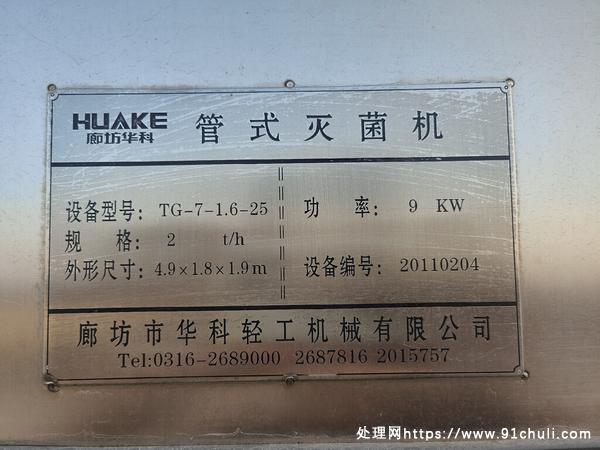 HUAKE
廊坊华科
管式灭菌机
设备型号: TG-7-1.6-25
功 率: 9 KW
规 格: 2 t/h
外形尺寸: 4.9×1.8×1.9m
设备编号: 20110204
廊坊市华科轻工机械有限公司
Tel:0316-2689000 2687816 2015757
处理网https://www.91chuli.com/